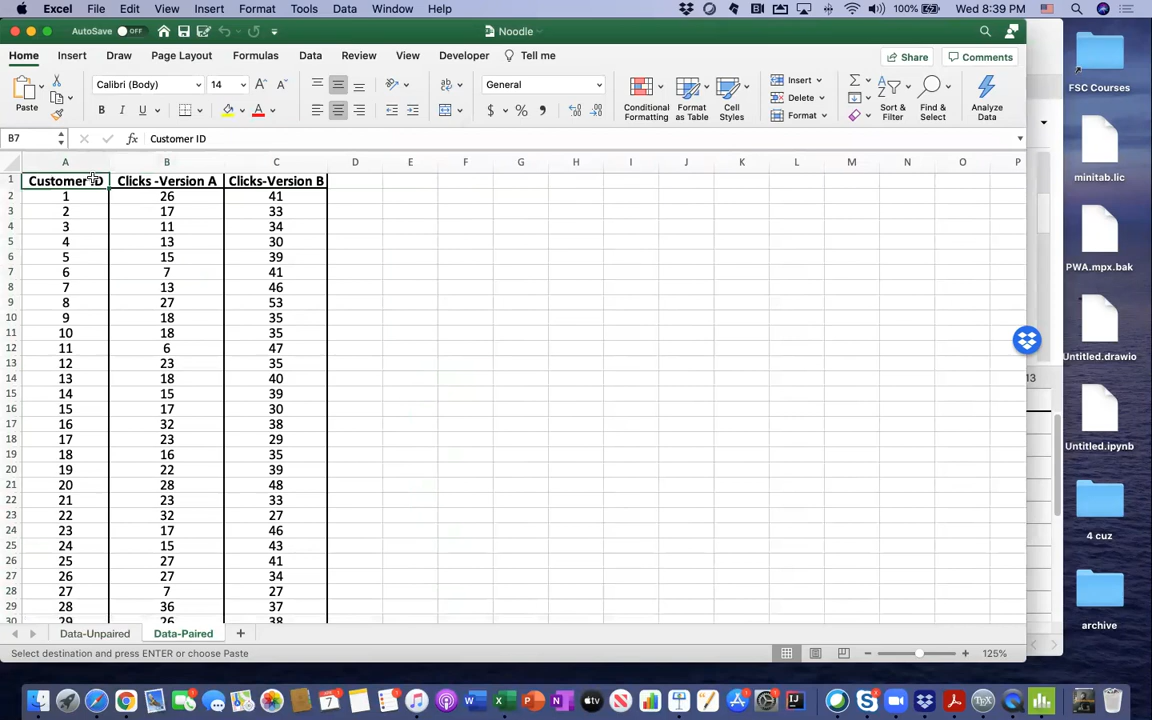 Excel File Edit View Insert Format Tools Data Window Help 100% Wed 8:39 PM
AutoSave OFF Noodle
Home Insert Draw Page Layout Formulas Data Review View Developer Tell me Share Comments
Paste Calibri (Body) 14 General Conditional Formatting Format as Table Cell Styles Insert Delete Format Sort & Filter Find & Select Analyze Data
B7 fx Customer ID
A B C D E F G H I J K L M N O P
1 Customer ID Clicks -Version A Clicks-Version B
2 1 26 41
3 2 17 33
4 3 11 34
5 4 13 30
6 5 15 39
7 6 7 41
8 7 13 46
9 8 27 53
10 9 18 35
11 10 18 35
12 11 6 47
13 12 23 35
14 13 18 40
15 14 15 39
16 15 17 30
17 16 32 38
18 17 23 29
19 18 16 35
20 19 22 39
21 20 28 48
22 21 23 33
23 22 32 27
24 23 17 46
25 24 15 43
26 25 27 41
27 26 27 34
28 27 7 27
29 28 36 37
30 29 26 38
Data-Unpaired Data-Paired +
Select destination and press ENTER or choose Paste 125%
FSC Courses
minitab.lic
PWA.mpx.bak
Untitled.drawio
13
Untitled.ipynb
4 cuz
archive